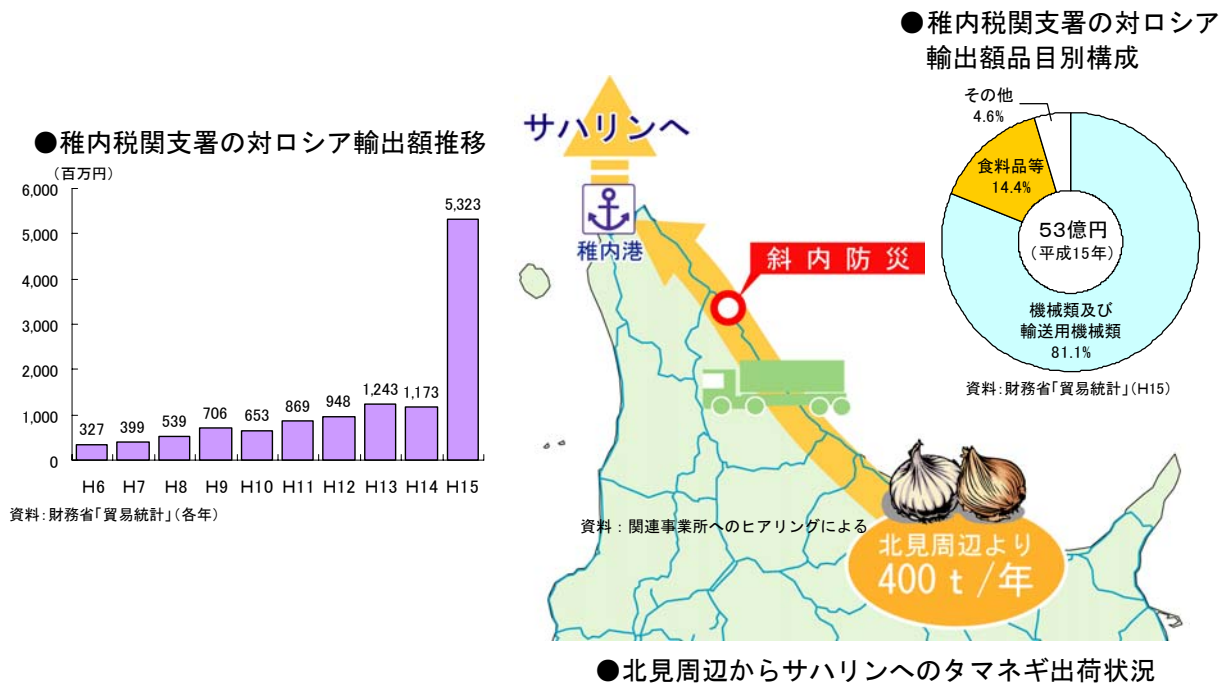 ●稚内税関支署の対ロシア輸出額推移
(百万円)
6,000
5,000
4,000
3,000
2,000
1,000
0
327
399
539
706
653
869
948
1,243
1,173
5,323
H6 H7 H8 H9 H10 H11 H12 H13 H14 H15
資料:財務省「貿易統計」(各年)
サハリンへ
稚内港
斜内防災
資料：関連事業所へのヒアリングによる
北見周辺より
400ｔ/年
●北見周辺からサハリンへのタマネギ出荷状況
●稚内税関支署の対ロシア
輸出額品目別構成
その他
4.6%
食料品等
14.4%
53億円
(平成15年)
機械類及び
輸送用機械類
81.1%
資料:財務省「貿易統計」(H15)